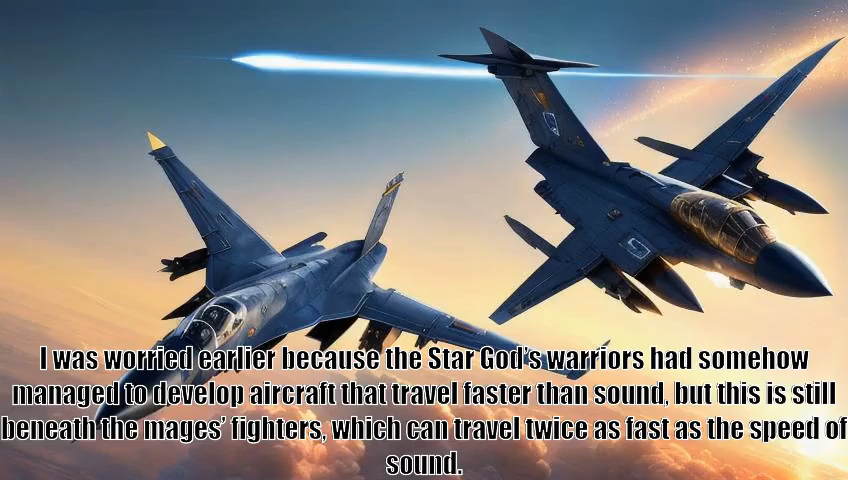 I was worried earlier because the Star God's warriors had somehow
managed to develop aircraft that travel faster than sound, but this is still
beneath the mages' fighters, which can travel twice as fast as the speed of
sound.